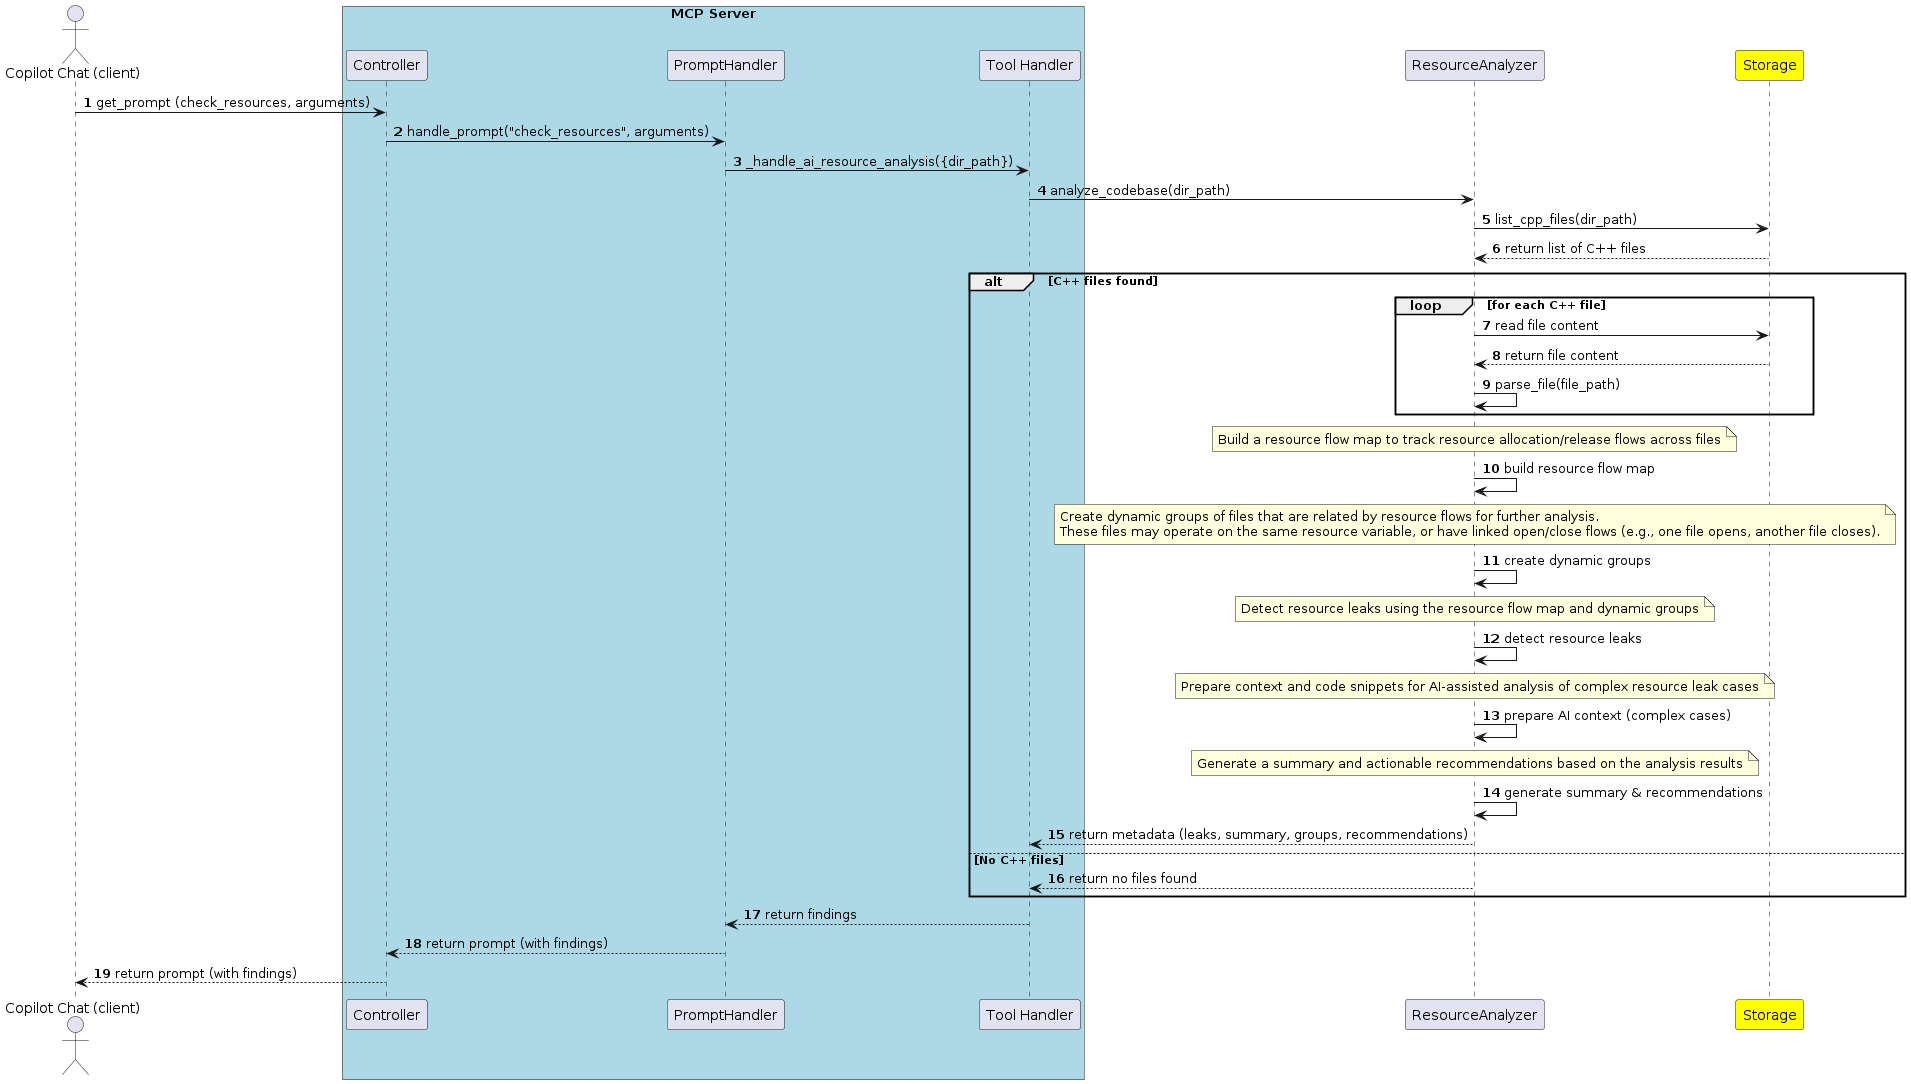 MCP Server
Copilot Chat (client)
Controller
PromptHandler
Tool Handler
ResourceAnalyzer
Storage
1 get_prompt (check_resources, arguments)
2 handle_prompt("check_resources", arguments)
3 _handle_ai_resource_analysis({dir_path})
4 analyze_codebase(dir_path)
5 list_cpp_files(dir_path)
6 return list of C++ files
alt
[C++ files found]
loop
[for each C++ file]
7 read file content
8 return file content
9 parse_file(file_path)
Build a resource flow map to track resource allocation/release flows across files
10 build resource flow map
Create dynamic groups of files that are related by resource flows for further analysis.
These files may operate on the same resource variable, or have linked open/close flows (e.g., one file opens, another file closes).
11 create dynamic groups
Detect resource leaks using the resource flow map and dynamic groups
12 detect resource leaks
Prepare context and code snippets for AI-assisted analysis of complex resource leak cases
13 prepare AI context (complex cases)
Generate a summary and actionable recommendations based on the analysis results
14 generate summary & recommendations
15 return metadata (leaks, summary, groups, recommendations)
[No C++ files]
16 return no files found
17 return findings
18 return prompt (with findings)
19 return prompt (with findings)
Copilot Chat (client)
Controller
PromptHandler
Tool Handler
ResourceAnalyzer
Storage